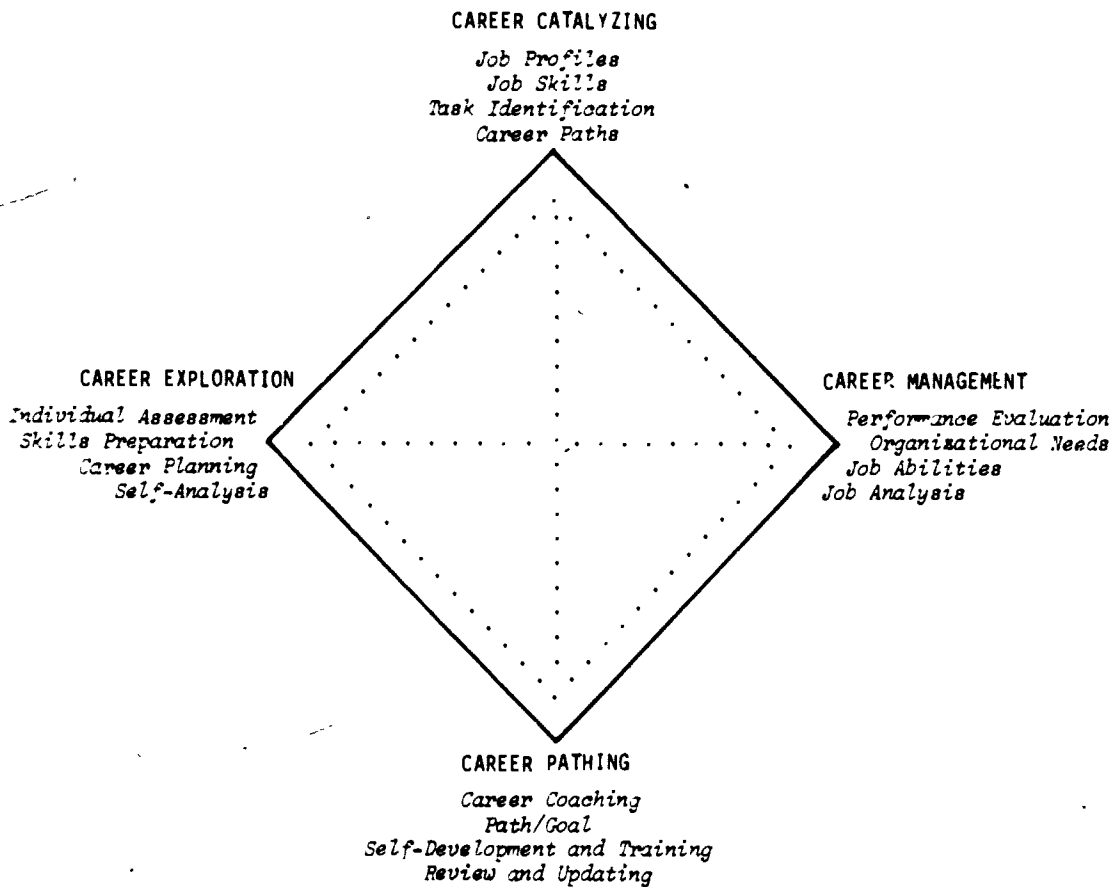 CAREER CATALYZING
Job Profiles
Job Skills
Task Identification
Career Paths
CAREER EXPLORATION
Individual Assessment
Skills Preparation
Career Planning
Self-Analysis
CAREER MANAGEMENT
Performance Evaluation
Organizational Needs
Job Abilities
Job Analysis
CAREER PATHING
Career Coaching
Path/Goal
Self-Development and Training
Review and Updating